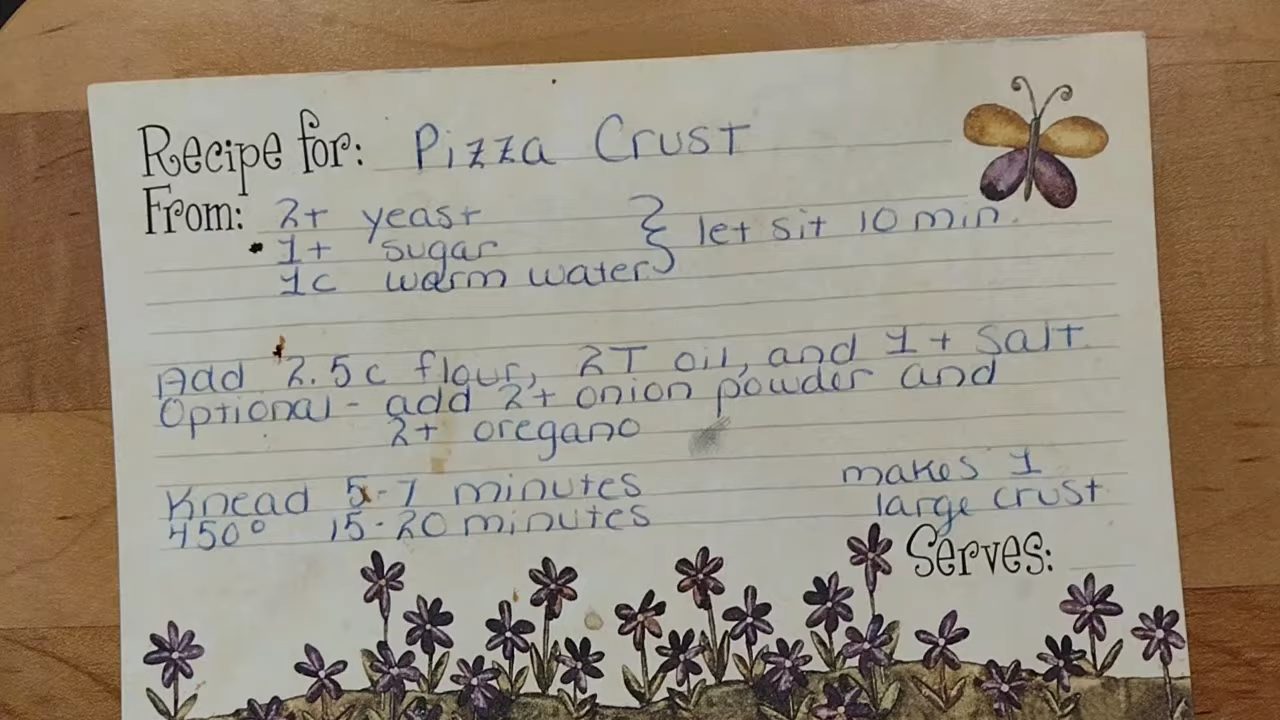 Recipe for: Pizza Crust
From: 2t yeast
1t sugar
1c warm water
} let sit 10 min.
Add 2.5c flour, 2T oil, and 1t salt
Optional - add 2t onion powder and
2t oregano
Knead 5-7 minutes
450° 15-20 minutes
makes 1
large crust
Serves: